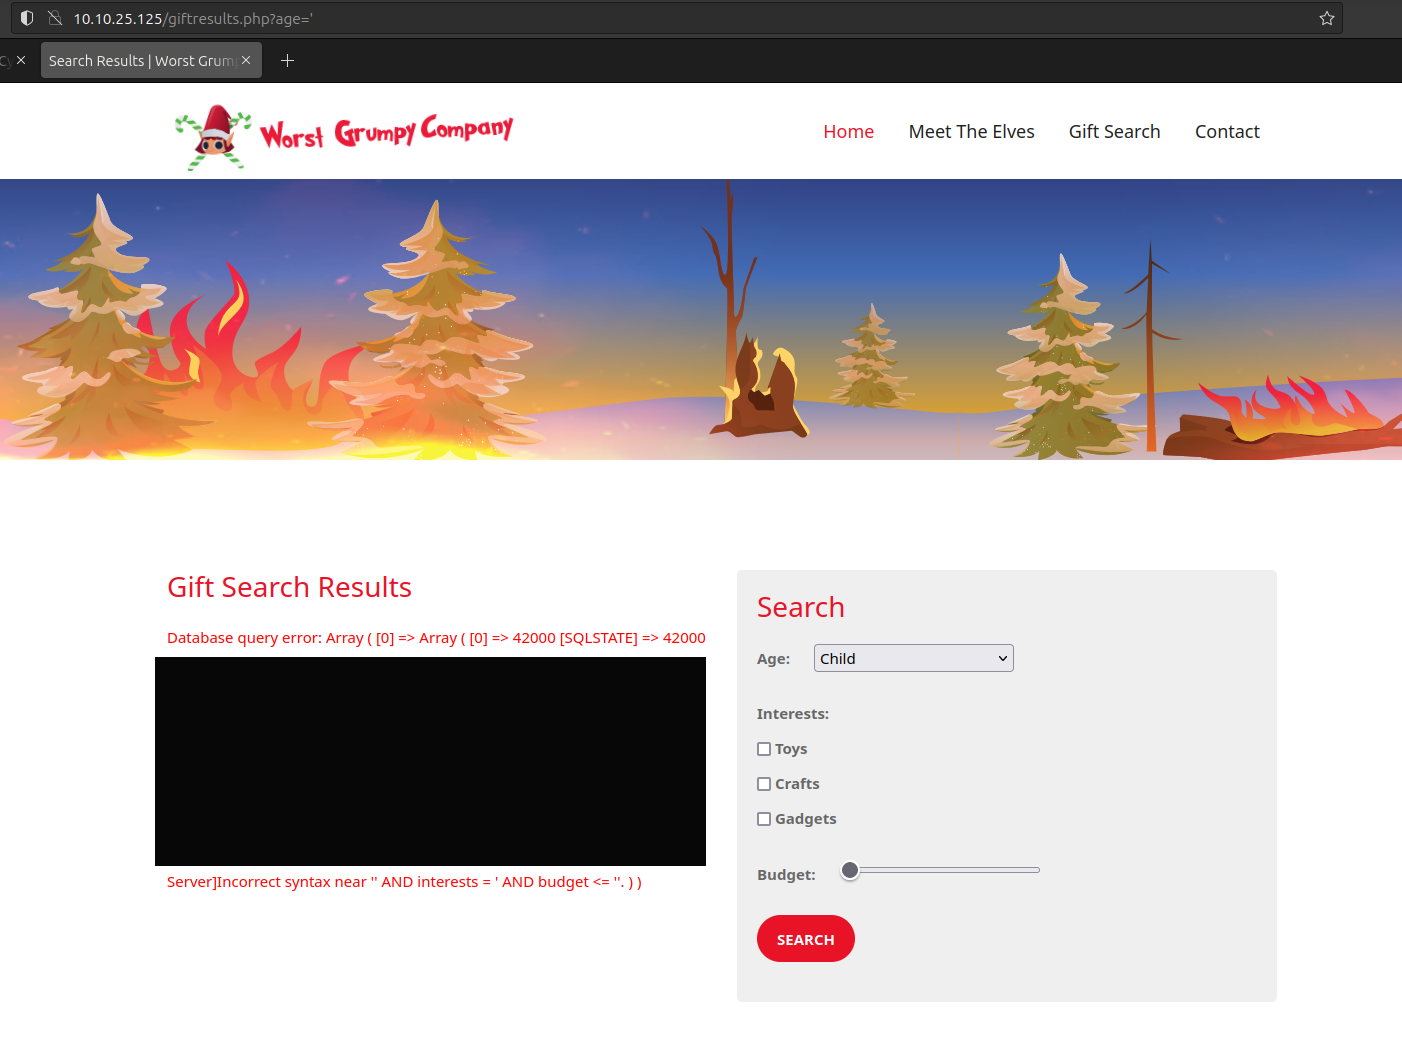 10.10.25.125/giftresults.php?age='
Search Results | Worst Grum
Worst Grumpy Company
Home Meet The Elves Gift Search Contact
Gift Search Results
Database query error: Array ( [0] => Array ( [0] => 42000 [SQLSTATE] => 42000
Server]Incorrect syntax near '' AND interests = ' AND budget <= ''. ) )
Search
Age: Child
Interests:
Toys
Crafts
Gadgets
Budget:
SEARCH